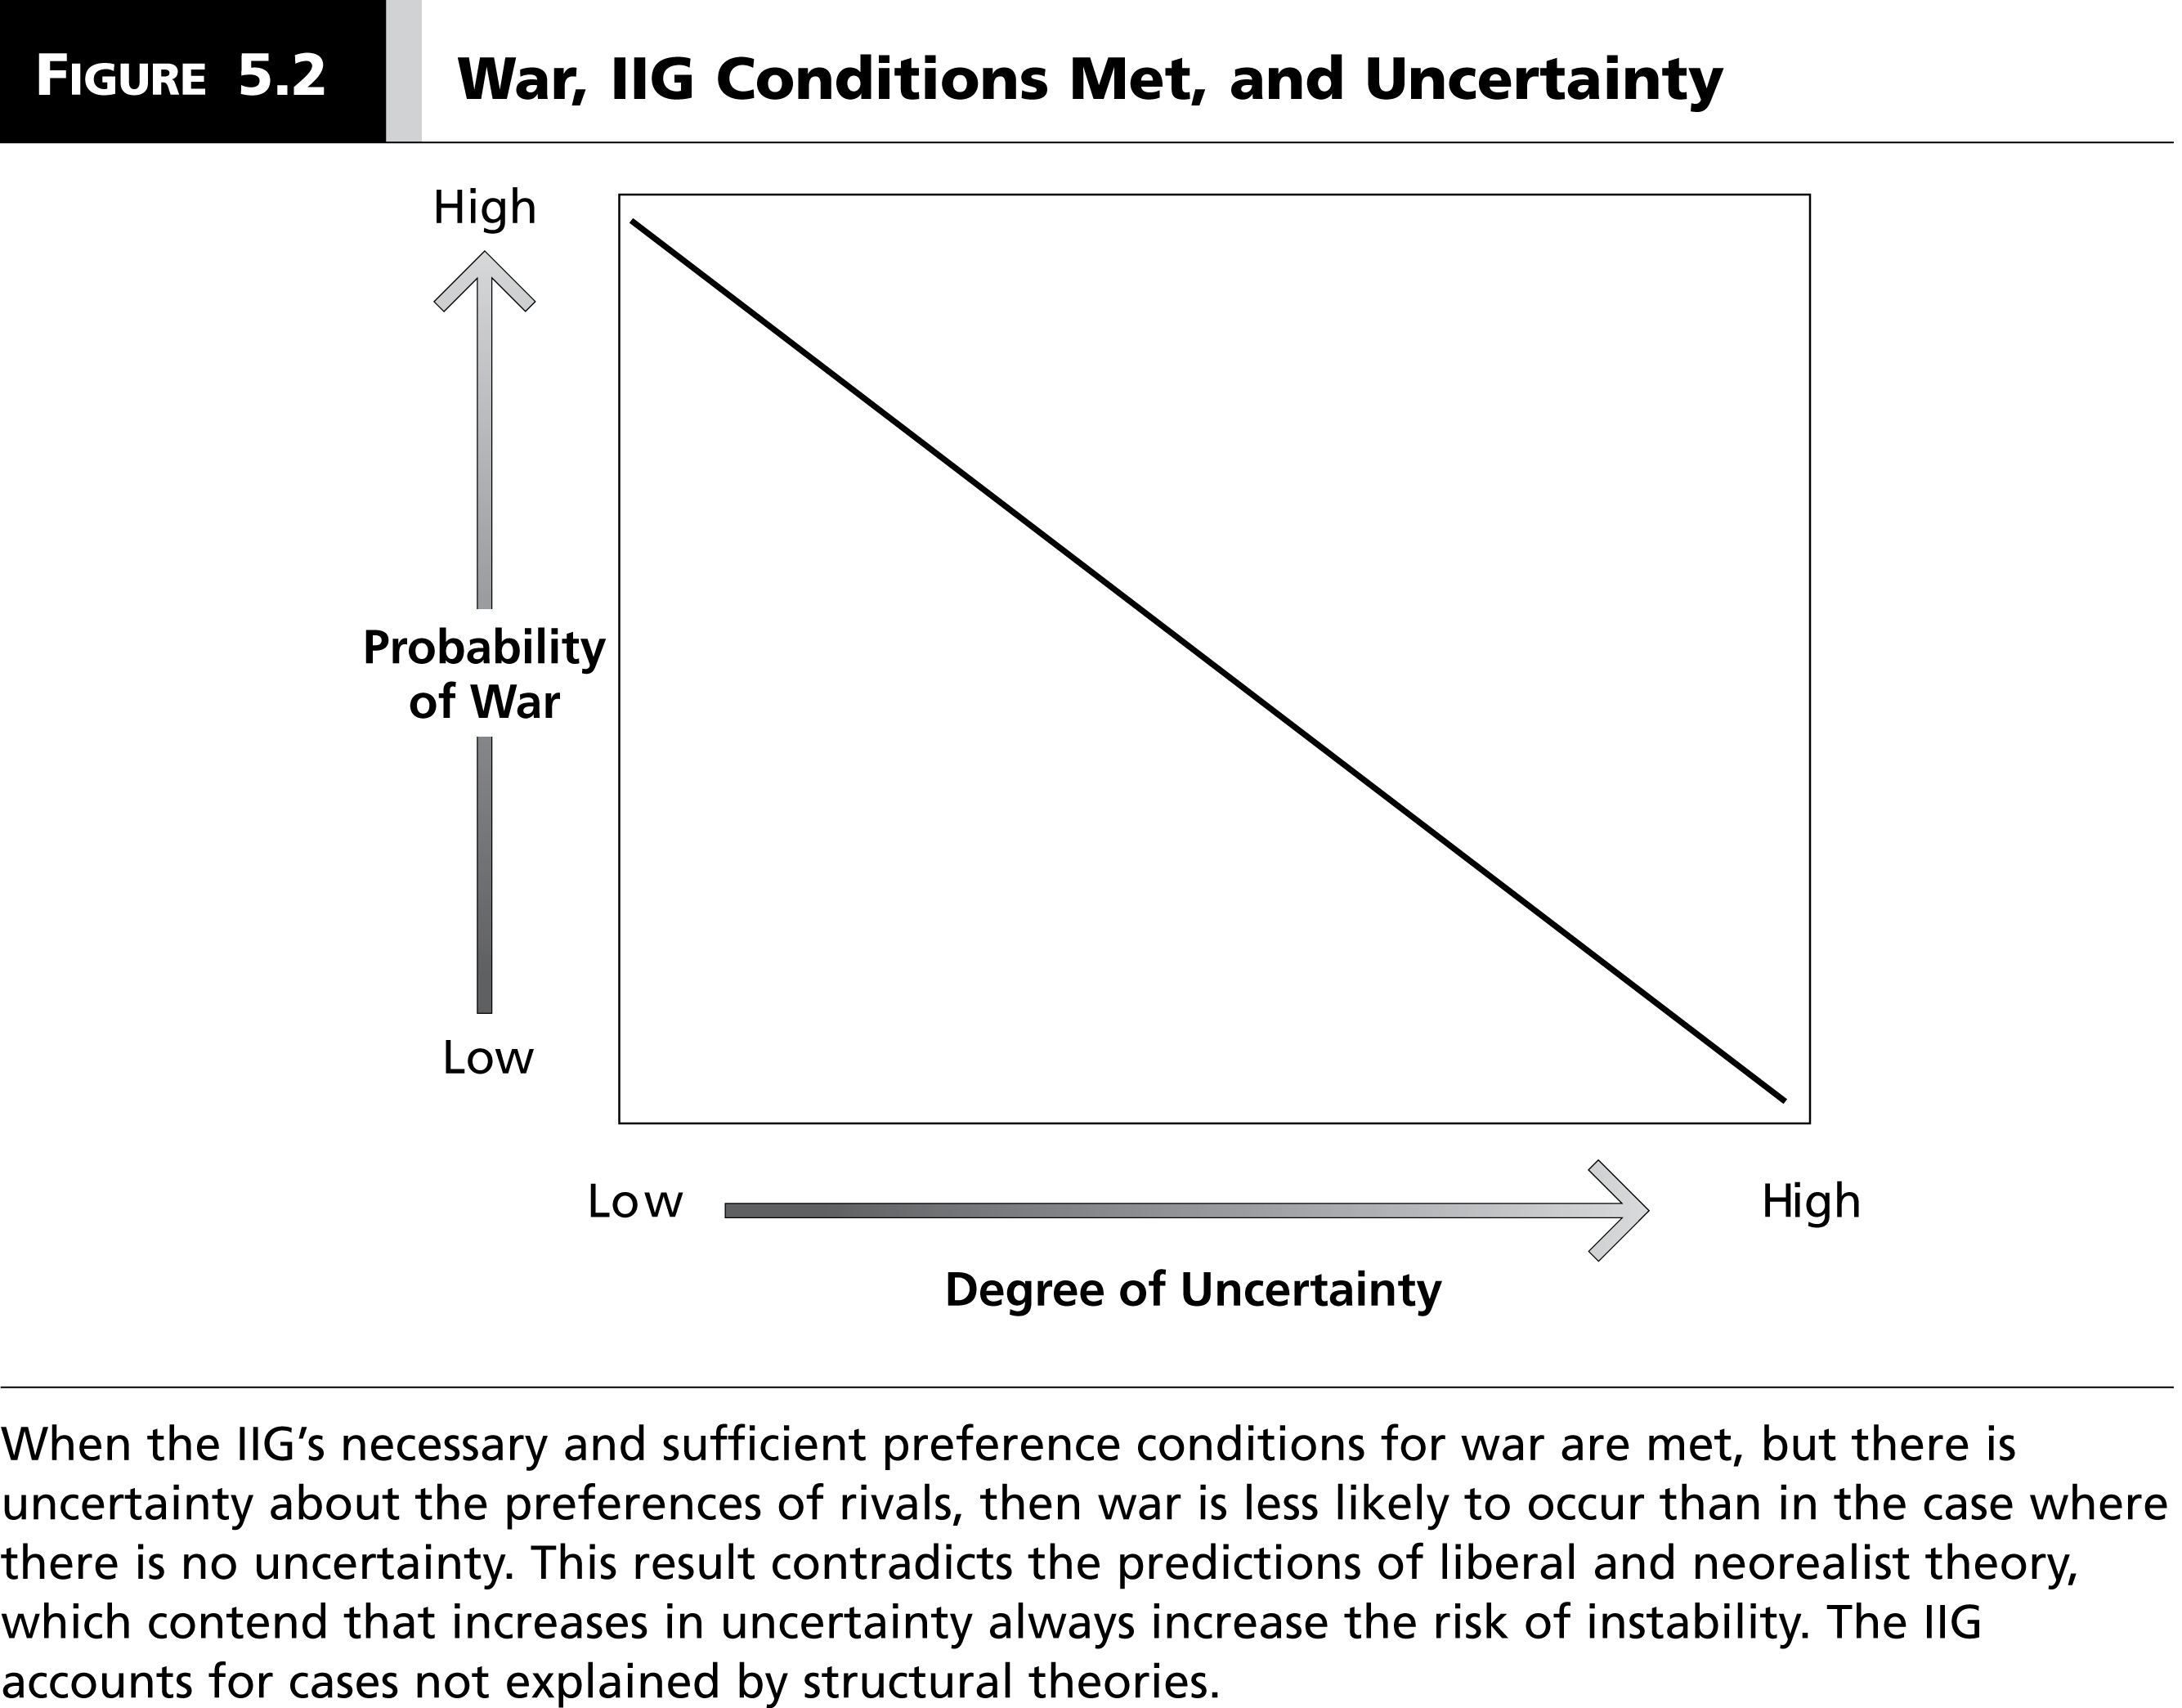 FIGURE 5.2
War, IIG Conditions Met, and Uncertainty
High
Probability
of War
Low
Low
High
Degree of Uncertainty
When the IIG’s necessary and sufficient preference conditions for war are met, but there is
uncertainty about the preferences of rivals, then war is less likely to occur than in the case where
there is no uncertainty. This result contradicts the predictions of liberal and neorealist theory,
which contend that increases in uncertainty always increase the risk of instability. The IIG
accounts for cases not explained by structural theories.